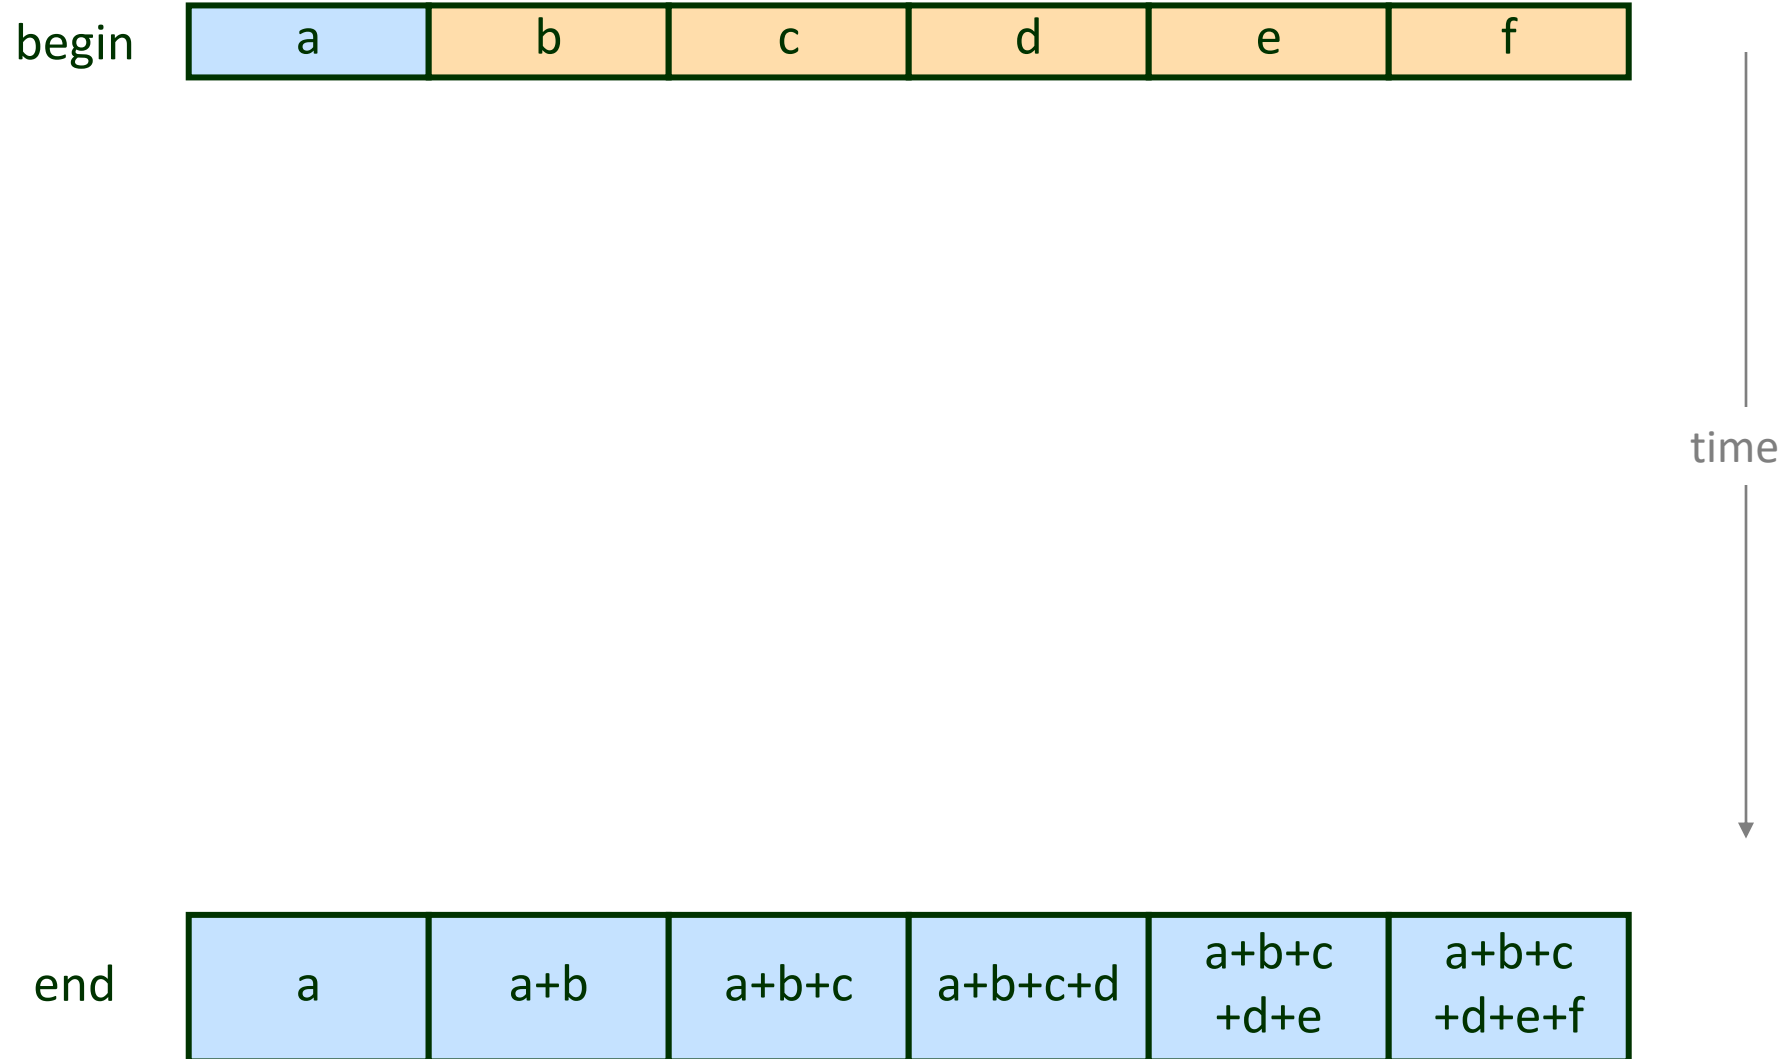 begin a b c d e f
time
end a a+b a+b+c a+b+c+d a+b+c a+b+c
+d+e +d+e+f